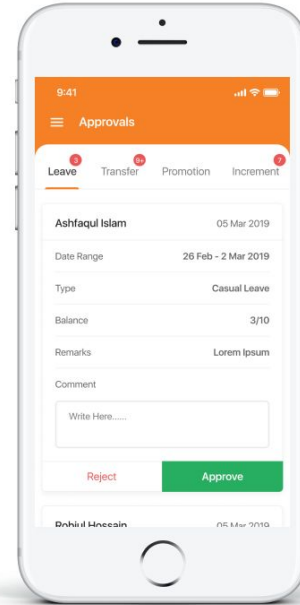 9:41
Approvals
3 9+ 7
Leave Transfer Promotion Increment
Ashfaqul Islam 05 Mar 2019
Date Range 26 Feb - 2 Mar 2019
Type Casual Leave
Balance 3/10
Remarks Lorem Ipsum
Comment
Write Here......
Reject Approve
Robiul Hossain 05 Mar 2019